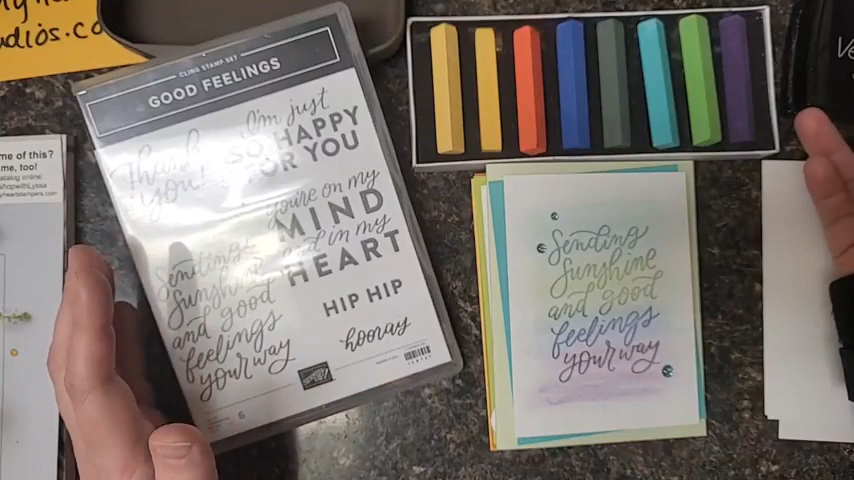 dios.co
CLING STAMP SET
GOOD FEELINGS
Thank
you!
I'm just
SO HAPPY
FOR YOU
You're on my
MIND
and in my
HEART
Sending
Sunshine
and good
feelings
your way
HIP HIP
hooray
me of this?
me, too!
Sending
Sunshine
and good
feelings
your way
Ve